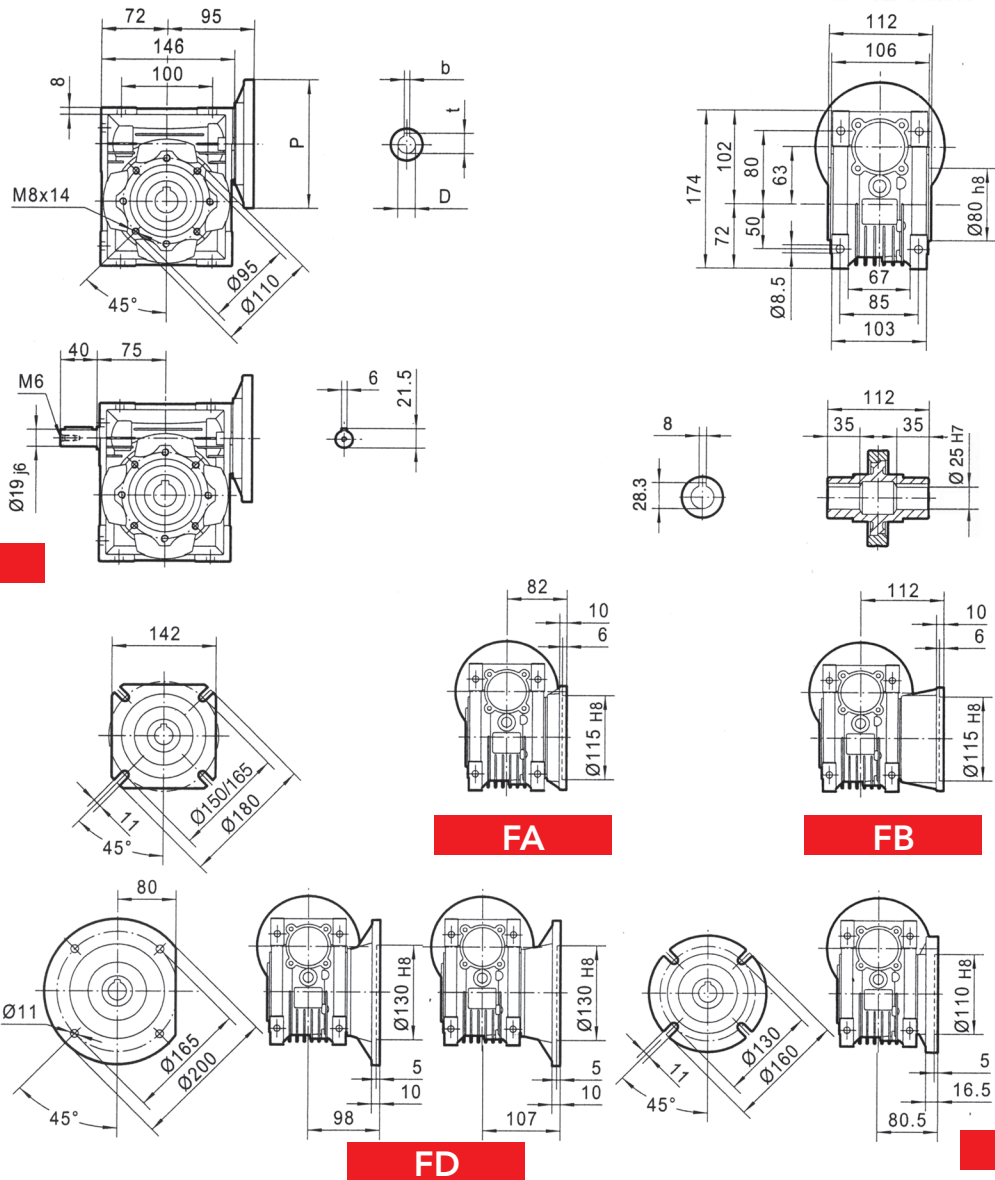 72
95
146
100
8
P
M8x14
Ø95
Ø110
45°
b
t
D
112
106
174
102
80
63
72
50
Ø80 h8
Ø8.5
67
85
103
40
75
M6
Ø19 j6
6
21.5
8
28.3
112
35
35
Ø 25 H7
142
11
45°
Ø150/165
Ø180
82
10
6
Ø115 H8
FA
112
10
6
Ø115 H8
FB
80
Ø11
45°
Ø165
Ø200
Ø130 H8
5
10
98
Ø130 H8
5
10
107
FD
11
45°
Ø130
Ø160
Ø110 H8
5
16.5
80.5